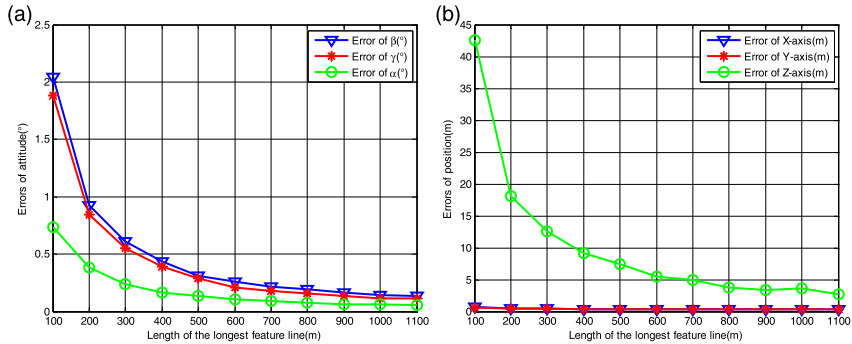 (a)
2.5
2
1.5
1
0.5
0
100 200 300 400 500 600 700 800 900 1000 1100
Errors of attitude(°)
Length of the longest feature line(m)
Error of β(°)
Error of γ(°)
Error of α(°)
(b)
45
40
35
30
25
20
15
10
5
0
100 200 300 400 500 600 700 800 900 1000 1100
Errors of position(m)
Length of the longest feature line(m)
Error of X-axis(m)
Error of Y-axis(m)
Error of Z-axis(m)